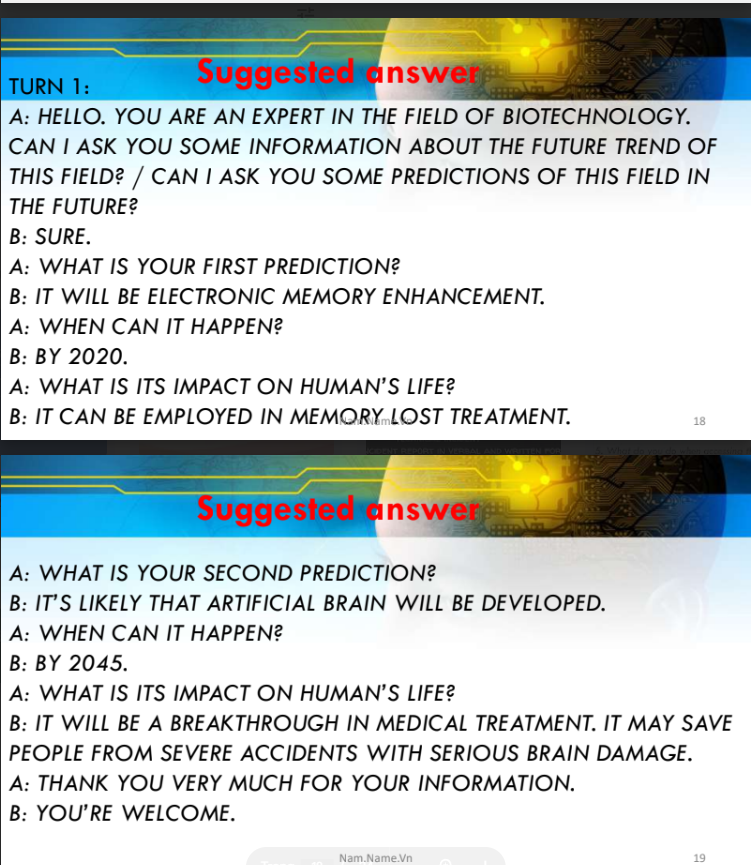 Suggested answer
TURN 1:
A: HELLO. YOU ARE AN EXPERT IN THE FIELD OF BIOTECHNOLOGY.
CAN I ASK YOU SOME INFORMATION ABOUT THE FUTURE TREND OF
THIS FIELD? / CAN I ASK YOU SOME PREDICTIONS OF THIS FIELD IN
THE FUTURE?
B: SURE.
A: WHAT IS YOUR FIRST PREDICTION?
B: IT WILL BE ELECTRONIC MEMORY ENHANCEMENT.
A: WHEN CAN IT HAPPEN?
B: BY 2020.
A: WHAT IS ITS IMPACT ON HUMAN'S LIFE?
B: IT CAN BE EMPLOYED IN MEMORY LOST TREATMENT.
Nam.Name.Vn
18
Suggested answer
A: WHAT IS YOUR SECOND PREDICTION?
B: IT'S LIKELY THAT ARTIFICIAL BRAIN WILL BE DEVELOPED.
A: WHEN CAN IT HAPPEN?
B: BY 2045.
A: WHAT IS ITS IMPACT ON HUMAN'S LIFE?
B: IT WILL BE A BREAKTHROUGH IN MEDICAL TREATMENT. IT MAY SAVE
PEOPLE FROM SEVERE ACCIDENTS WITH SERIOUS BRAIN DAMAGE.
A: THANK YOU VERY MUCH FOR YOUR INFORMATION.
B: YOU'RE WELCOME.
Nam.Name.Vn
19